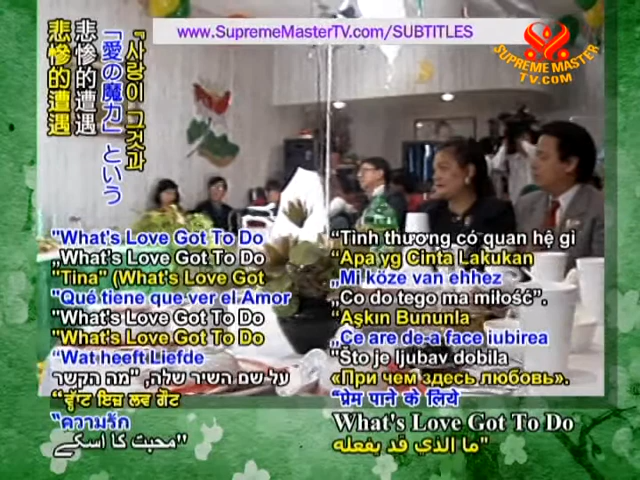 www.SupremeMasterTV.com/SUBTITLES
SUPREME MASTER
TV.COM
『사랑이 그것과
「愛の魔力」という
悲慘的遭遇
悲慘的遭遇
"What's Love Got To Do
„What's Love Got To Do
"Tina" (What's Love Got
"Qué tiene que ver el Amor
"What's Love Got To Do
"What's Love Got To Do
"Wat heeft Liefde
על-שם השיר שלה, "מה הקשר
"ਵ੍ਹੱਟ ਇਜ਼ ਲਵ ਗੌਟ
"ความรัก
"محبت کا اسکے
"Tình thương có quan hệ gi
"Apa yg Cinta Lakukan
„Mi köze van ehhez
„Co do tego ma miłość".
"Aşkın Bununla
„Ce are de-a face iubirea
"Što je ljubav dobila
«При чем здесь любовь».
"प्रेम पाने के लिये
What's Love Got To Do
"ما الذي قد يفعله